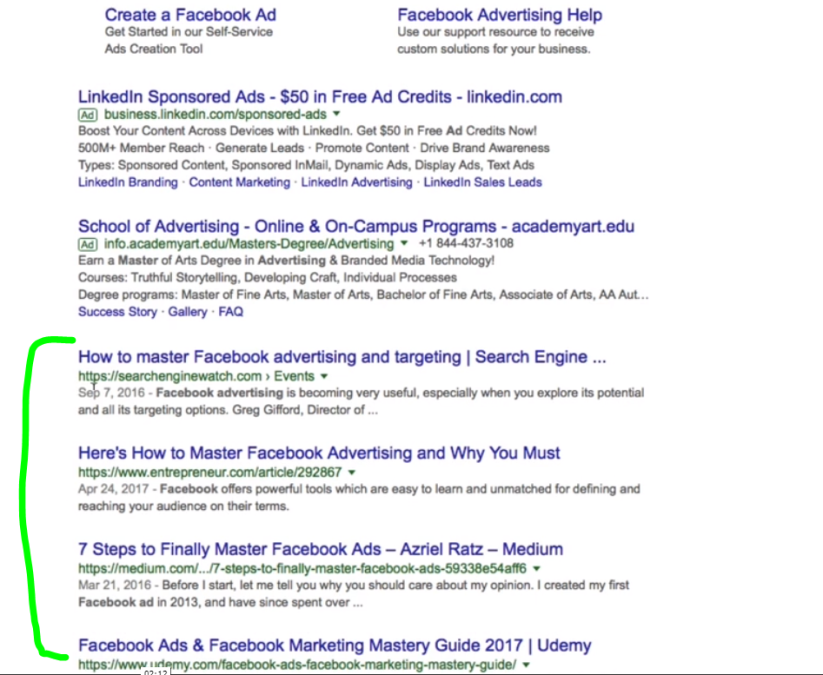 Create a Facebook Ad
Get Started in our Self-Service
Ads Creation Tool
Facebook Advertising Help
Use our support resource to receive
custom solutions for your business.
LinkedIn Sponsored Ads - $50 in Free Ad Credits - linkedin.com
Ad business.linkedin.com/sponsored-ads ▼
Boost Your Content Across Devices with LinkedIn. Get $50 in Free Ad Credits Now!
500M+ Member Reach · Generate Leads · Promote Content · Drive Brand Awareness
Types: Sponsored Content, Sponsored InMail, Dynamic Ads, Display Ads, Text Ads
LinkedIn Branding · Content Marketing · LinkedIn Advertising · LinkedIn Sales Leads
School of Advertising - Online & On-Campus Programs - academyart.edu
Ad info.academyart.edu/Masters-Degree/Advertising ▼ +1 844-437-3108
Earn a Master of Arts Degree in Advertising & Branded Media Technology!
Courses: Truthful Storytelling, Developing Craft, Individual Processes
Degree programs: Master of Fine Arts, Master of Arts, Bachelor of Fine Arts, Associate of Arts, AA Aut...
Success Story · Gallery · FAQ
How to master Facebook advertising and targeting | Search Engine ...
https://searchenginewatch.com › Events ▼
Sep 7, 2016 - Facebook advertising is becoming very useful, especially when you explore its potential
and all its targeting options. Greg Gifford, Director of ...
Here's How to Master Facebook Advertising and Why You Must
https://www.entrepreneur.com/article/292867 ▼
Apr 24, 2017 - Facebook offers powerful tools which are easy to learn and unmatched for defining and
reaching your audience on their terms.
7 Steps to Finally Master Facebook Ads – Azriel Ratz – Medium
https://medium.com/.../7-steps-to-finally-master-facebook-ads-59338e54aff6 ▼
Mar 21, 2016 - Before I start, let me tell you why you should care about my opinion. I created my first
Facebook ad in 2013, and have since spent over ...
Facebook Ads & Facebook Marketing Mastery Guide 2017 | Udemy
https://www.udemy.com/facebook-ads-facebook-marketing-mastery-guide/ ▼
02:12